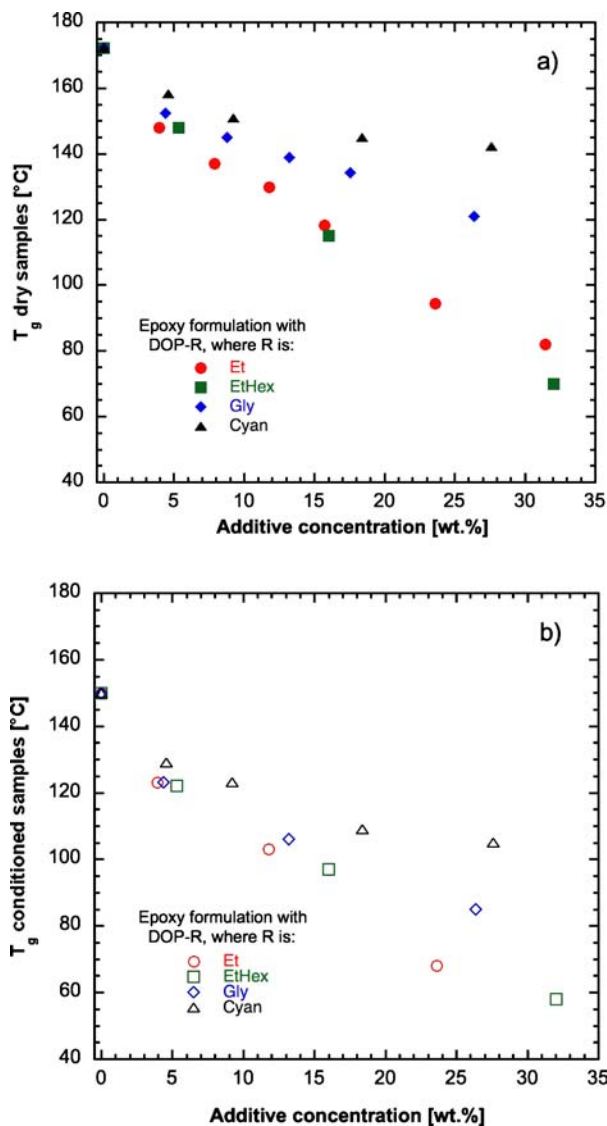 180
a)
160
140
120
100
80
60
40
T_g dry samples [°C]
Epoxy formulation with
DOP-R, where R is:
Et
EtHex
Gly
Cyan
0 5 10 15 20 25 30 35
Additive concentration [wt.%]
180
b)
160
140
120
100
80
60
40
T_g conditioned samples [°C]
Epoxy formulation with
DOP-R, where R is:
Et
EtHex
Gly
Cyan
0 5 10 15 20 25 30 35
Additive concentration [wt.%]